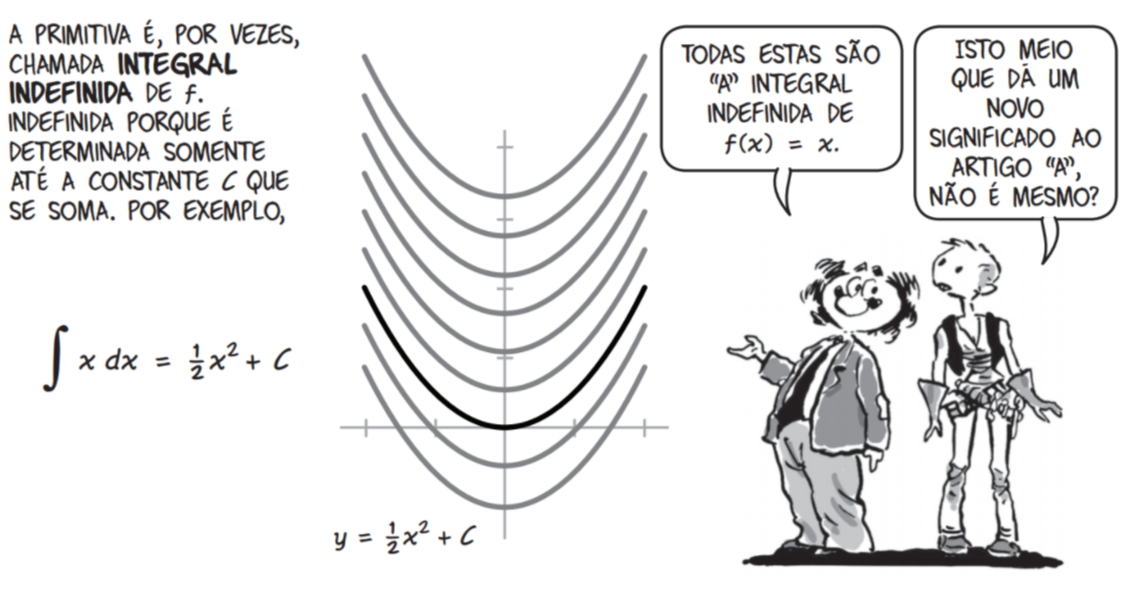 A PRIMITIVA É, POR VEZES,
CHAMADA INTEGRAL
INDEFINIDA DE f.
INDEFINIDA PORQUE É
DETERMINADA SOMENTE
ATÉ A CONSTANTE C QUE
SE SOMA. POR EXEMPLO,
∫ x dx = ½x² + C
y = ½x² + C
TODAS ESTAS SÃO
“A” INTEGRAL
INDEFINIDA DE
f(x) = x.
ISTO MEIO
QUE DÁ UM
NOVO
SIGNIFICADO AO
ARTIGO “A”,
NÃO É MESMO?